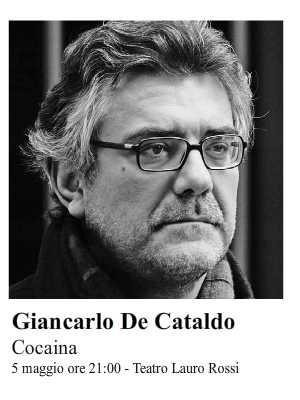 Giancarlo De Cataldo
Cocaina
5 maggio ore 21:00 - Teatro Lauro Rossi